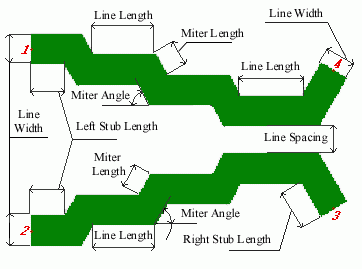 Line Length
Line Width
Miter Length
1
4
Line Length
Miter Angle
Line
Width
Left Stub Length
Line Spacing
Miter
Length
Miter Angle
2
Line Length
3
Right Stub Length